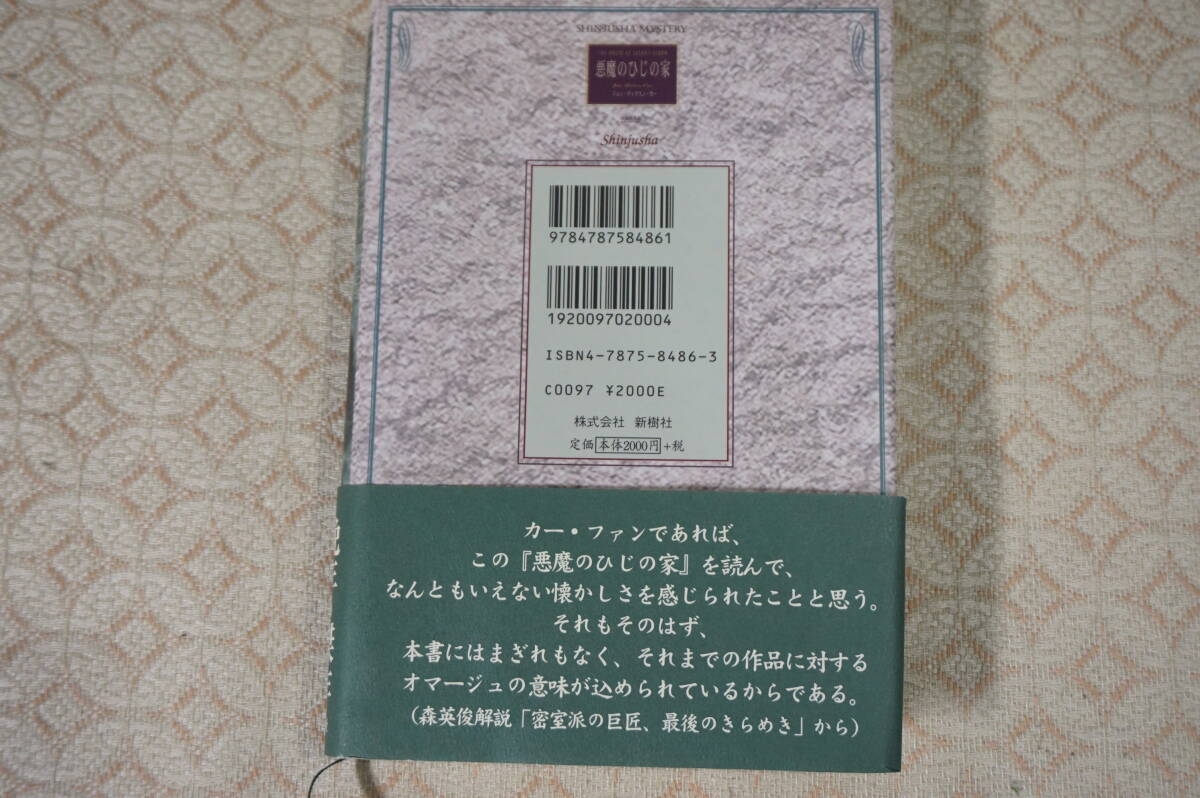 SHINJUSHA MYSTERY
悪魔のひじの家
Shinjusha
9784787584861
1920097020004
ISBN4-7875-8486-3
C0097 ¥2000E
株式会社 新樹社
定価 本体2000円 +税
カー・ファンであれば、
この『悪魔のひじの家』を読んで、
なんともいえない懐かしさを感じられたことと思う。
それもそのはず、
本書にはまぎれもなく、それまでの作品に対する
オマージュの意味が込められているからである。
(森英俊解説「密室派の巨匠、最後のきらめき」から)